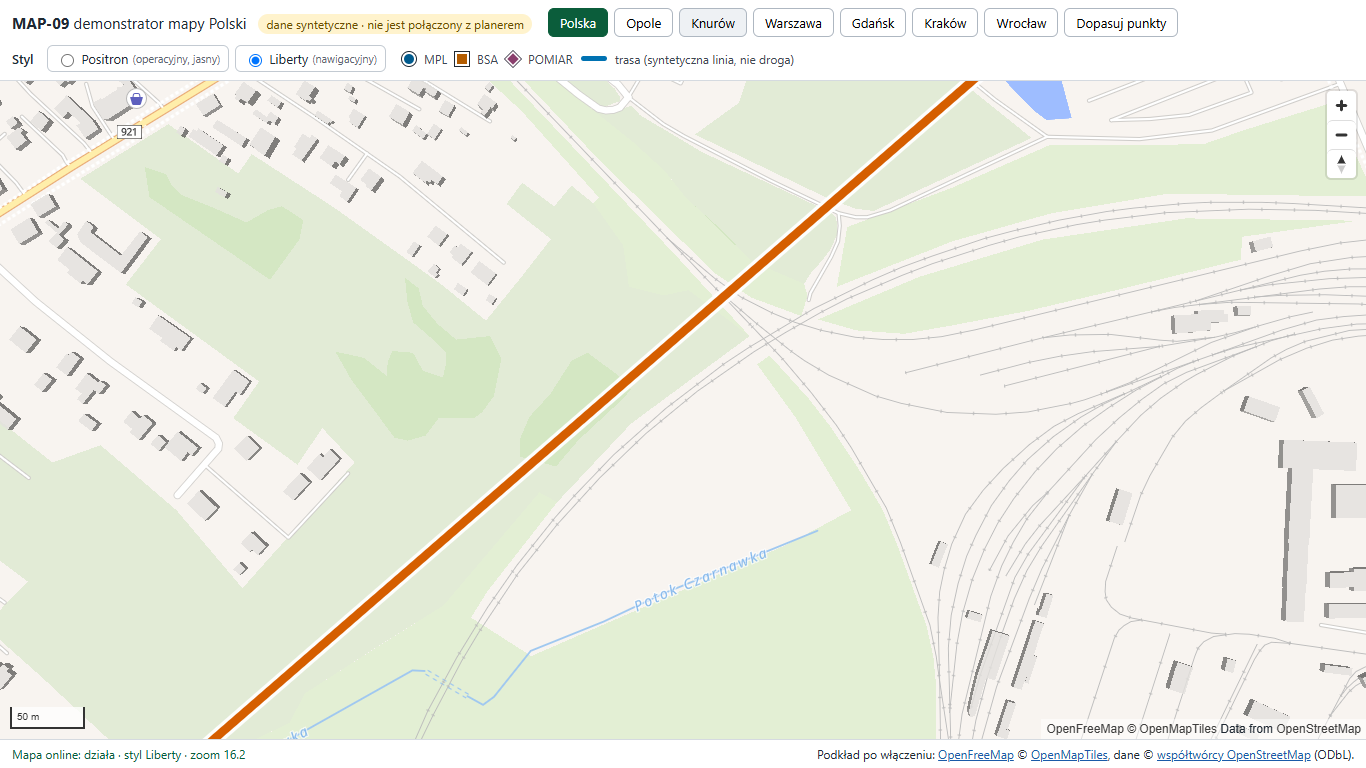 MAP-09 demonstrator mapy Polski
dane syntetyczne · nie jest połączony z planerem
Polska
Opole
Knurów
Warszawa
Gdańsk
Kraków
Wrocław
Dopasuj punkty
Styl
Positron (operacyjny, jasny)
Liberty (nawigacyjny)
MPL
BSA
POMIAR
trasa (syntetyczna linia, nie droga)
921
Potok Czarnawka
ka
50 m
OpenFreeMap © OpenMapTiles Data from OpenStreetMap
Mapa online: działa · styl Liberty · zoom 16.2
Podkład po włączeniu: OpenFreeMap © OpenMapTiles, dane © współtwórcy OpenStreetMap (ODbL).